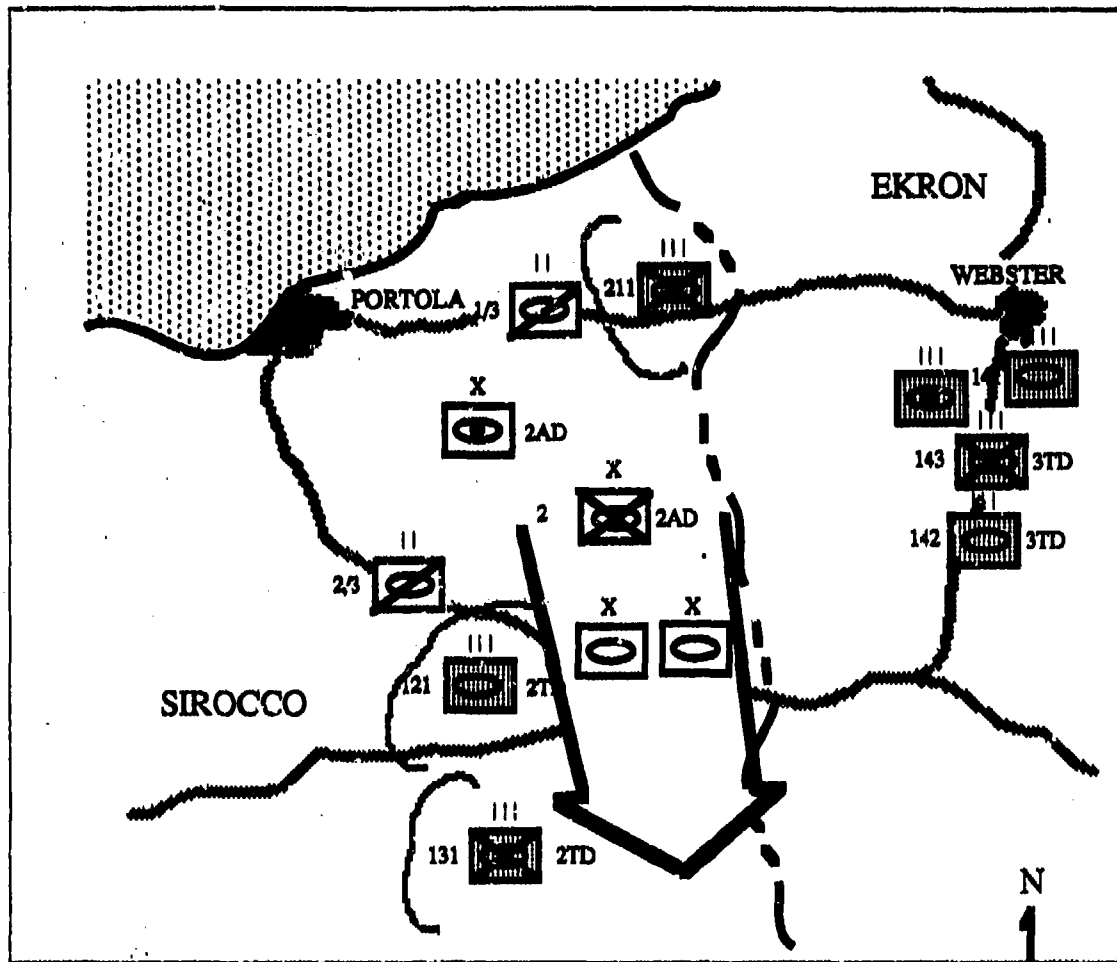 EKRON
III
II
211
WEBSTER
PORTOLA
1/3
III
III
X
2AD
III
X
143
3TD
2
2AD
II
142
3TD
2/3
X
X
III
121
SIROCCO
III
131
2TD
N